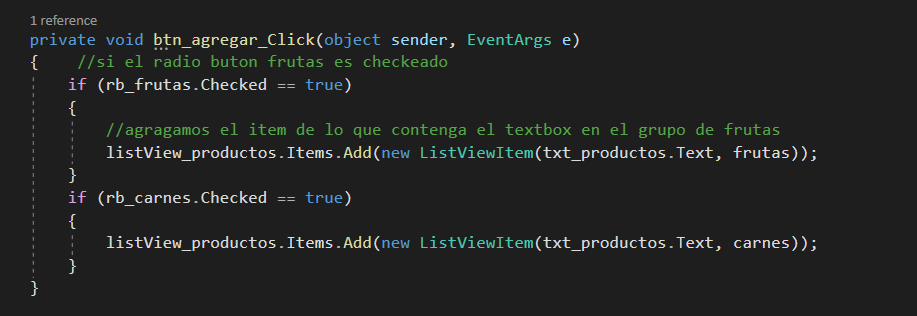 1 reference
private void btn_agregar_Click(object sender, EventArgs e)
{    //si el radio buton frutas es checkeado
if (rb_frutas.Checked == true)
{
//agragamos el item de lo que contenga el textbox en el grupo de frutas
listView_productos.Items.Add(new ListViewItem(txt_productos.Text, frutas));
}
if (rb_carnes.Checked == true)
{
listView_productos.Items.Add(new ListViewItem(txt_productos.Text, carnes));
}
}